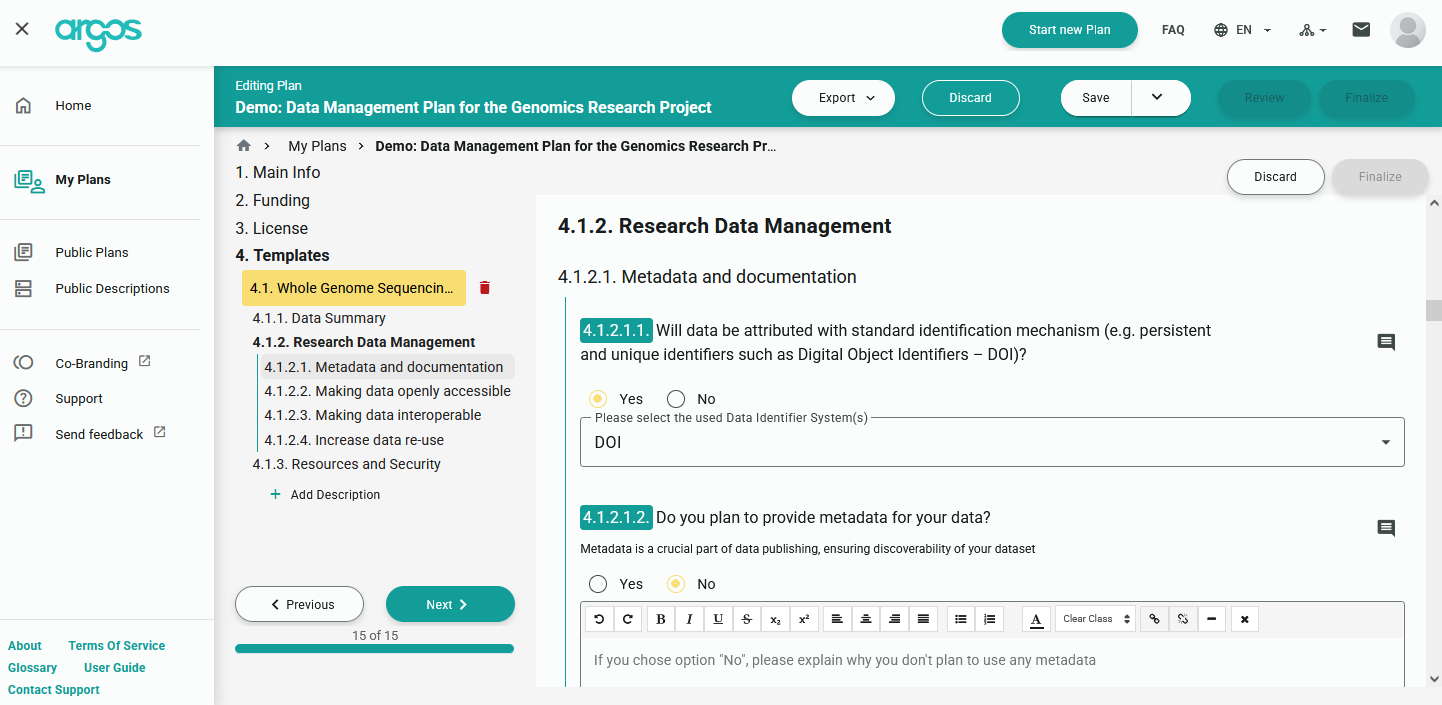 argos
Start new Plan
FAQ
EN
Home
My Plans
Public Plans
Public Descriptions
Co-Branding
Support
Send feedback
About
Terms Of Service
Glossary
User Guide
Contact Support
Editing Plan
Demo: Data Management Plan for the Genomics Research Project
Export
Discard
Save
Review
Finalize
My Plans
Demo: Data Management Plan for the Genomics Research Pr...
1. Main Info
2. Funding
3. License
4. Templates
4.1. Whole Genome Sequencin...
4.1.1. Data Summary
4.1.2. Research Data Management
4.1.2.1. Metadata and documentation
4.1.2.2. Making data openly accessible
4.1.2.3. Making data interoperable
4.1.2.4. Increase data re-use
4.1.3. Resources and Security
+ Add Description
Previous
Next
15 of 15
Discard
Finalize
4.1.2. Research Data Management
4.1.2.1. Metadata and documentation
4.1.2.1.1. Will data be attributed with standard identification mechanism (e.g. persistent
and unique identifiers such as Digital Object Identifiers – DOI)?
Yes
No
Please select the used Data Identifier System(s)
DOI
4.1.2.1.2. Do you plan to provide metadata for your data?
Metadata is a crucial part of data publishing, ensuring discoverability of your dataset
Yes
No
B I U S x₂ x² A Clear Class
If you chose option "No", please explain why you don't plan to use any metadata